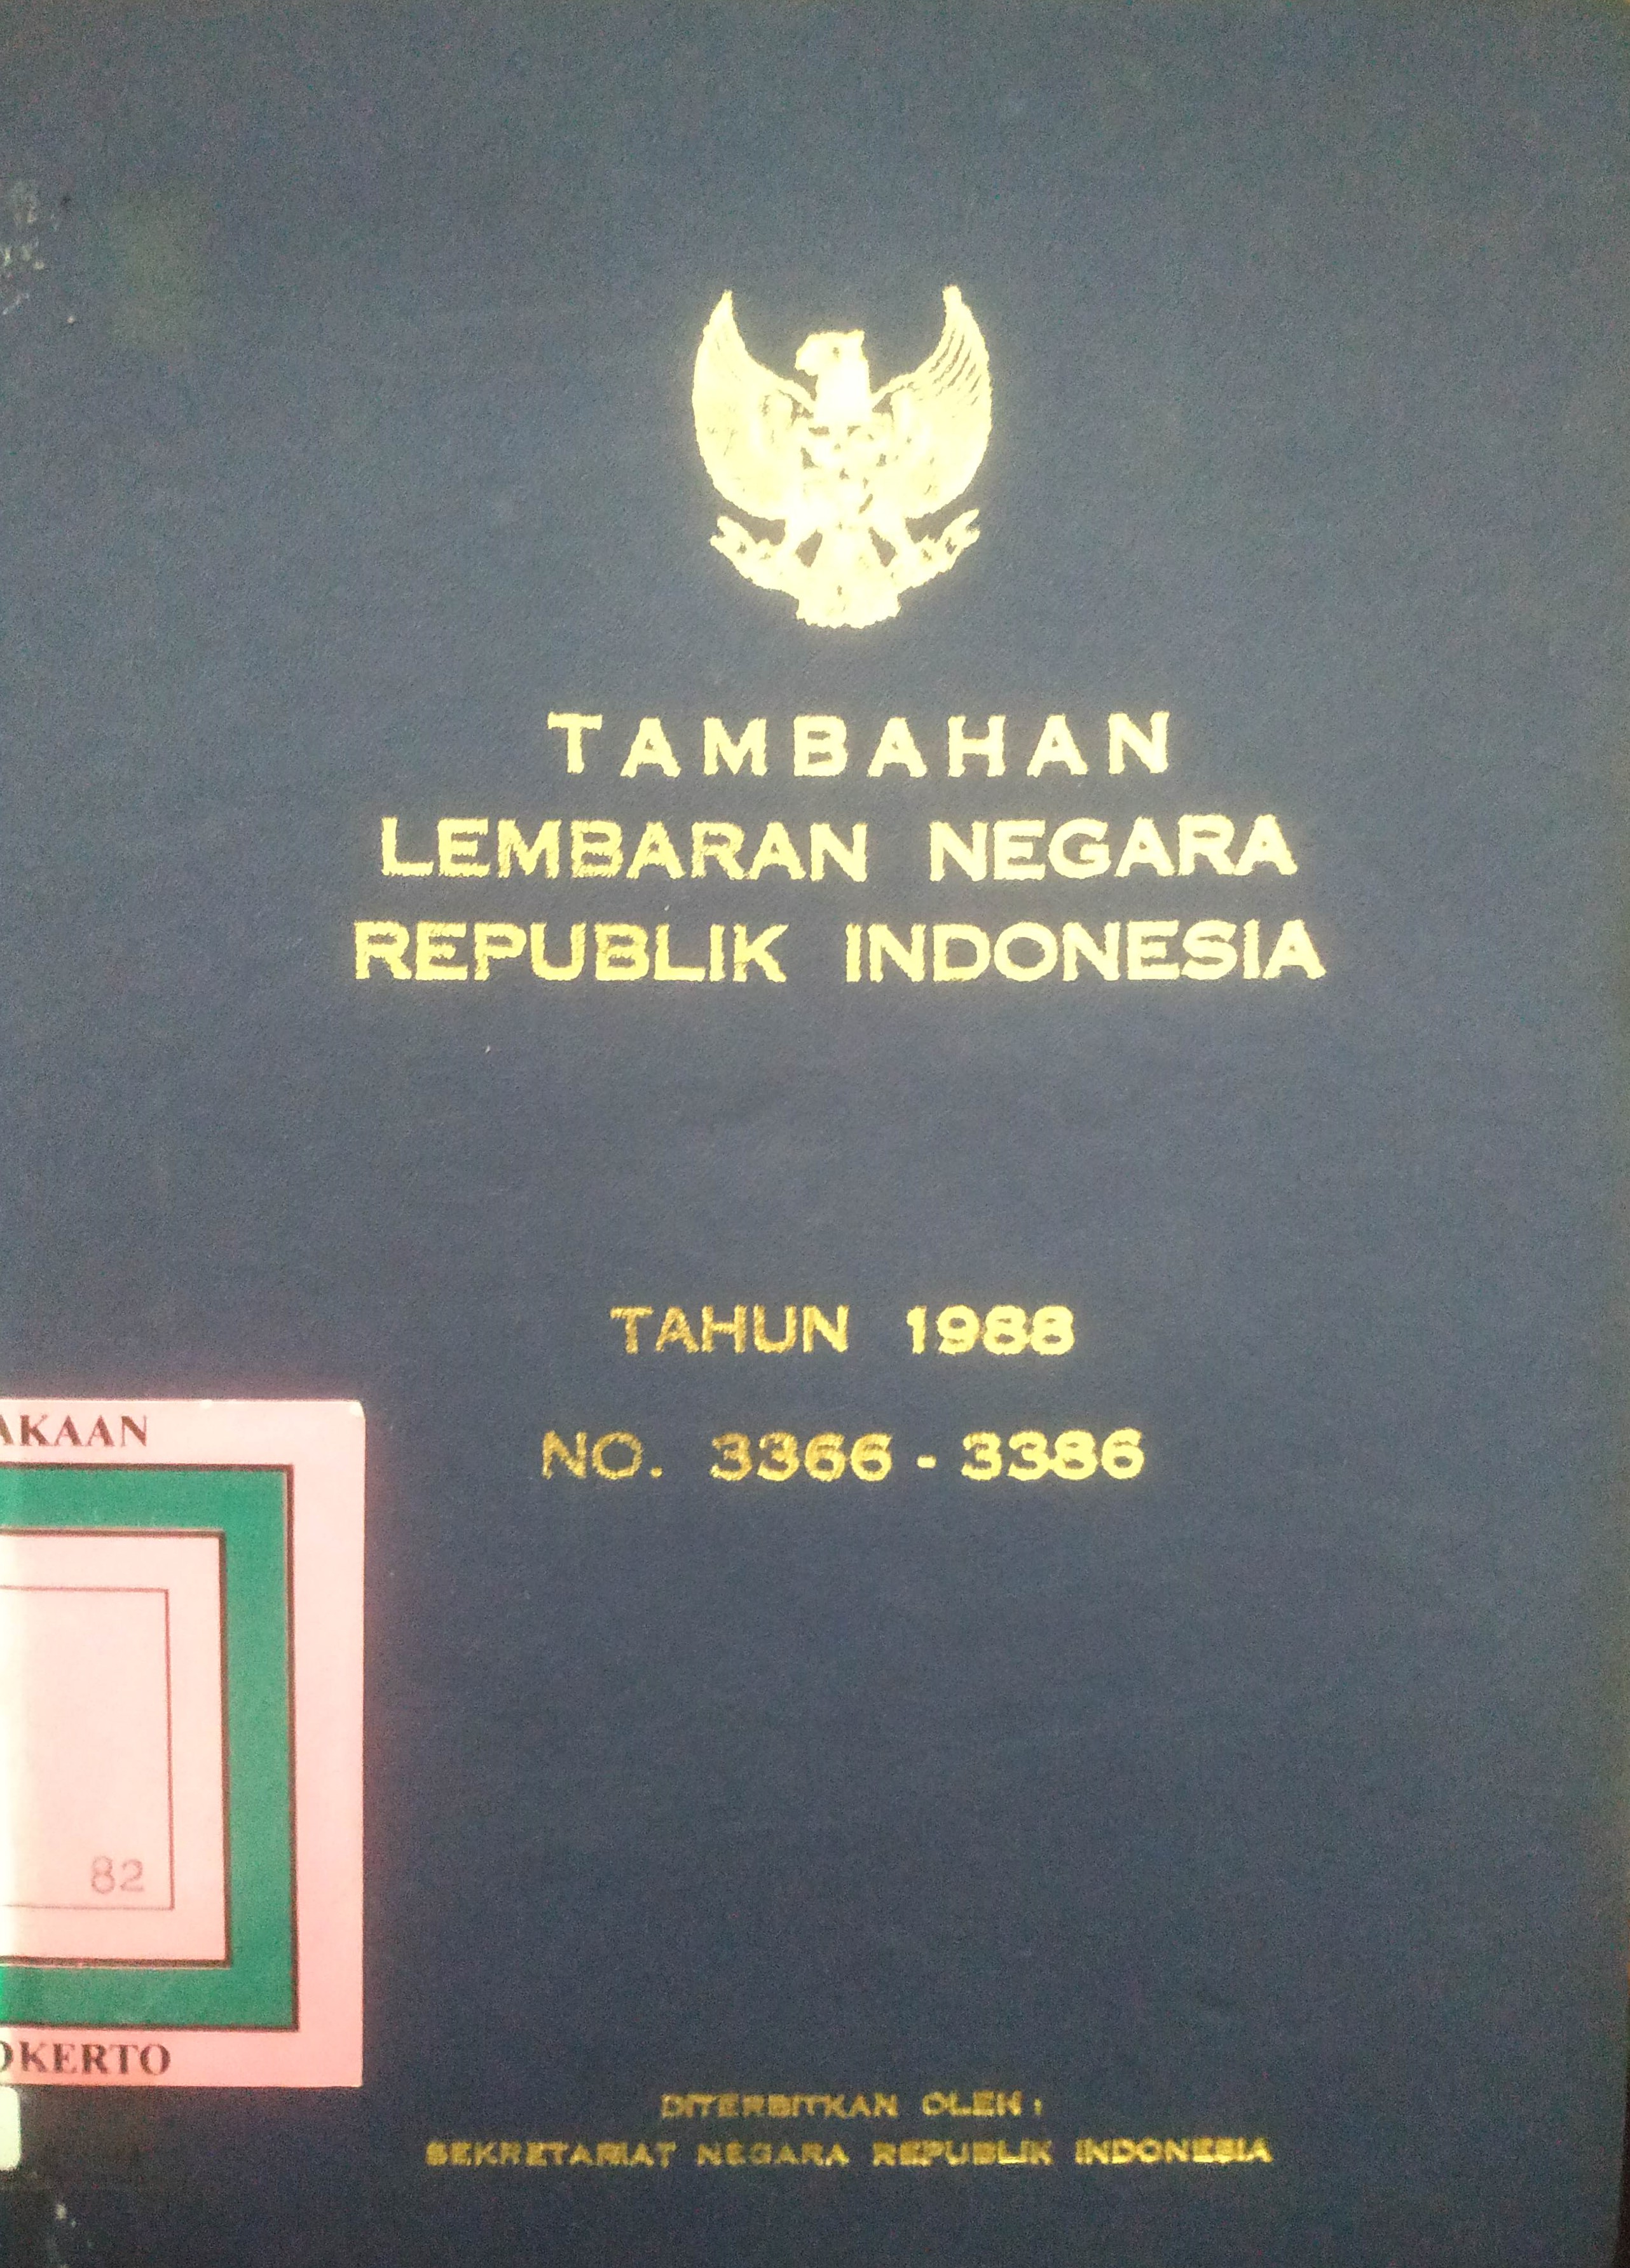 TAMBAHAN
LEMBARAN NEGARA
REPUBLIK INDONESIA
TAHUN 1988
NO. 3366 - 3386
AKAAN
82
OKERTO
DITERBITKAN OLEH :
SEKRETARIAT NEGARA REPUBLIK INDONESIA